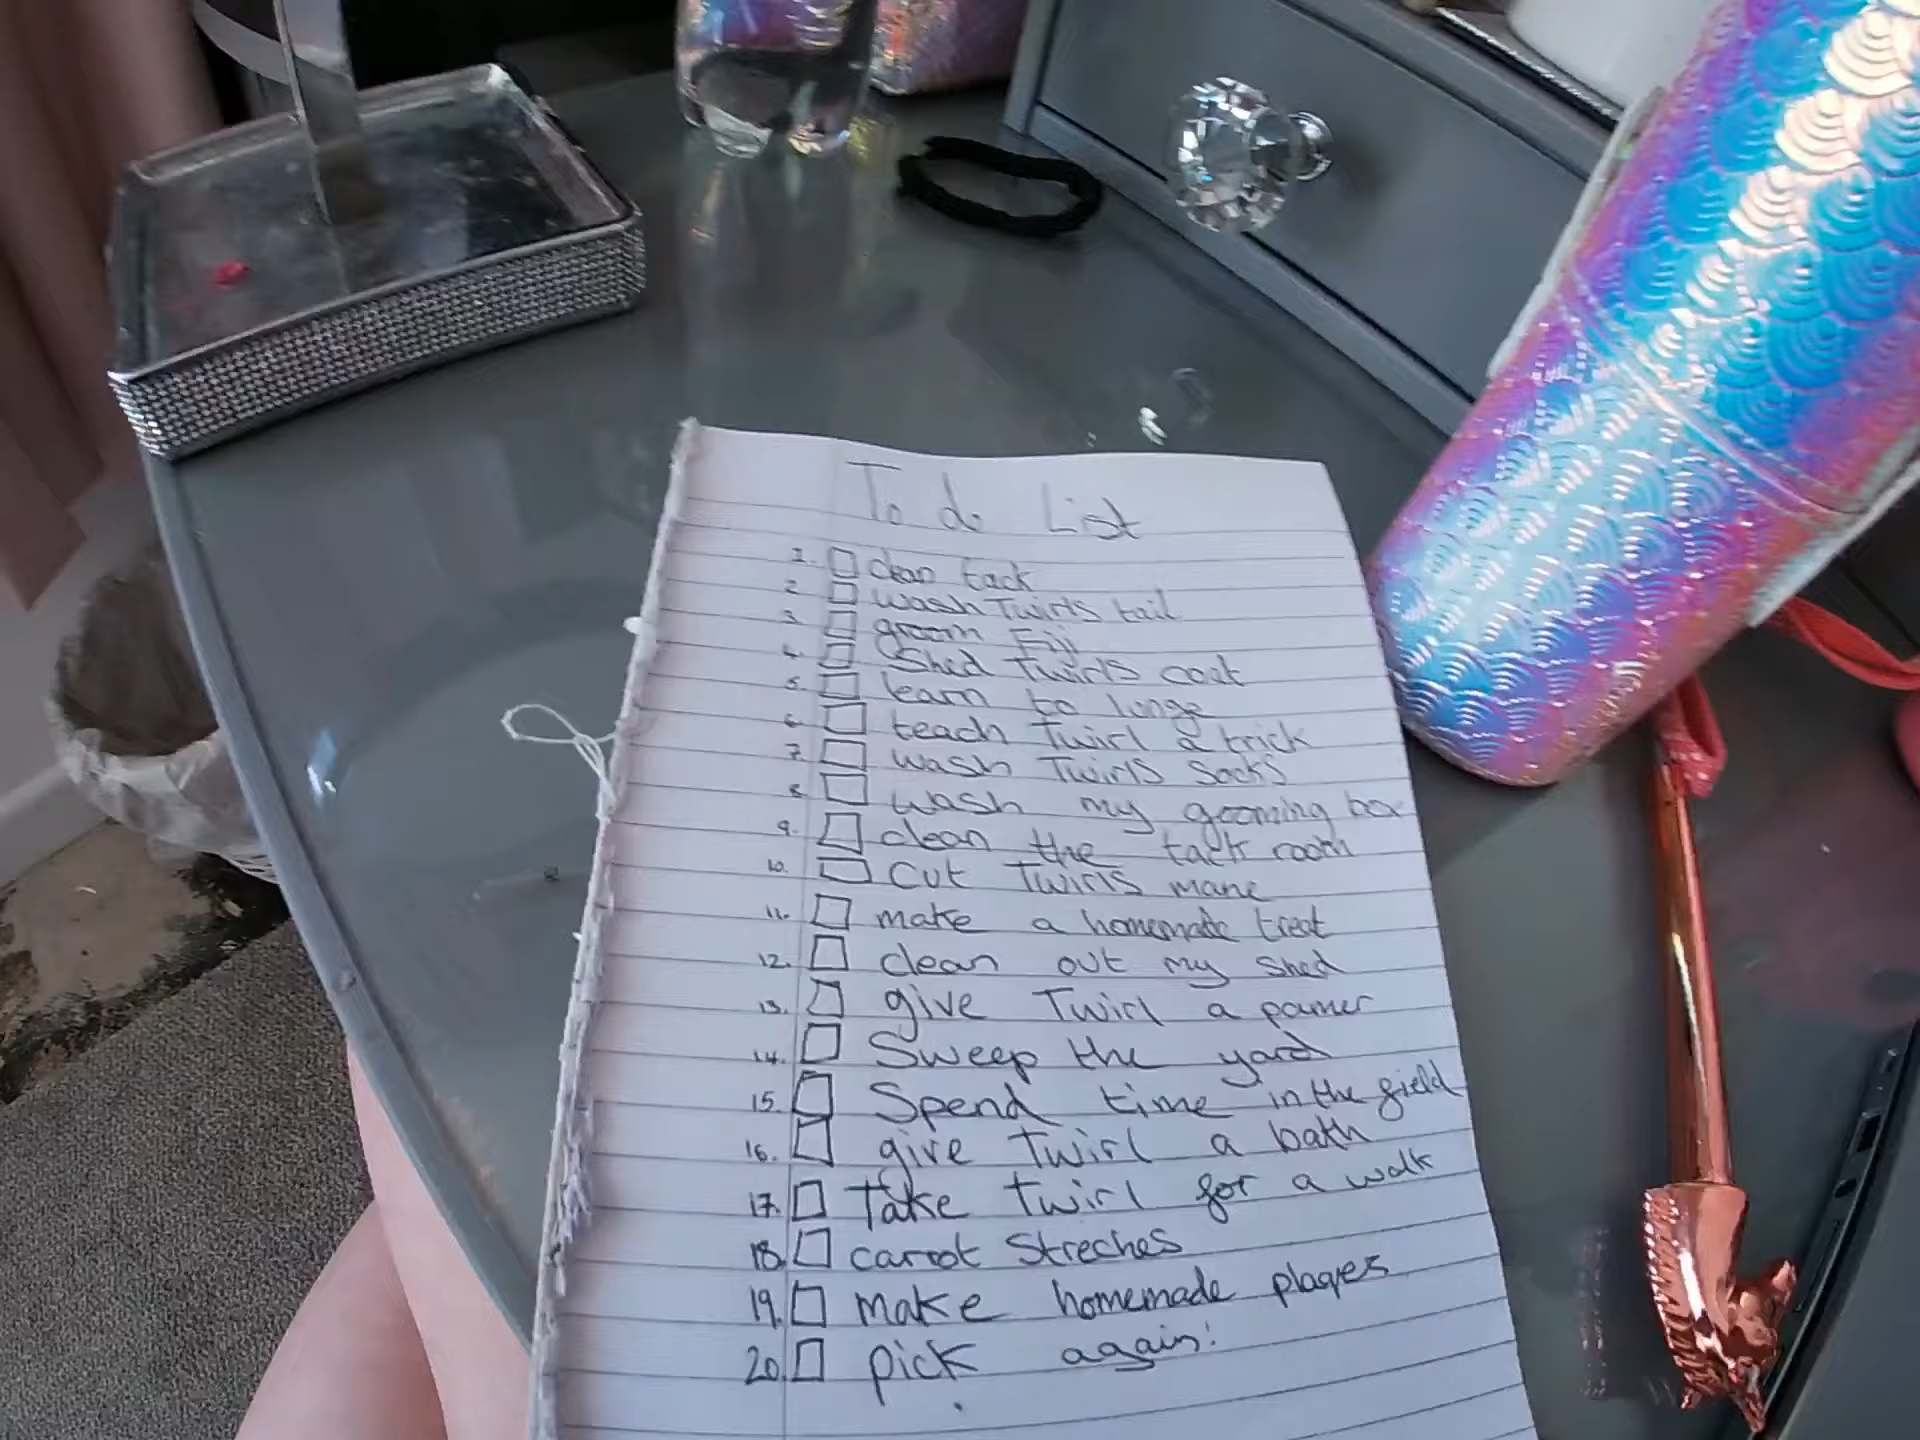 To do List
1. clean tack
2. wash Twirls tail
3. groom Fiji
4. Shed Twirls coat
5. learn to lunge
6. teach Twirl a trick
7. wash Twirls Socks
8. wash my grooming box
9. clean the tack room
10. Cut Twirls mane
11. make a homemade treat
12. clean out my shed
13. give Twirl a pamer
14. Sweep the yard
15. Spend time in the field
16. give Twirl a bath
17. Take Twirl for a walk
18. carrot Streches
19. make homemade plaques
20. pick again!